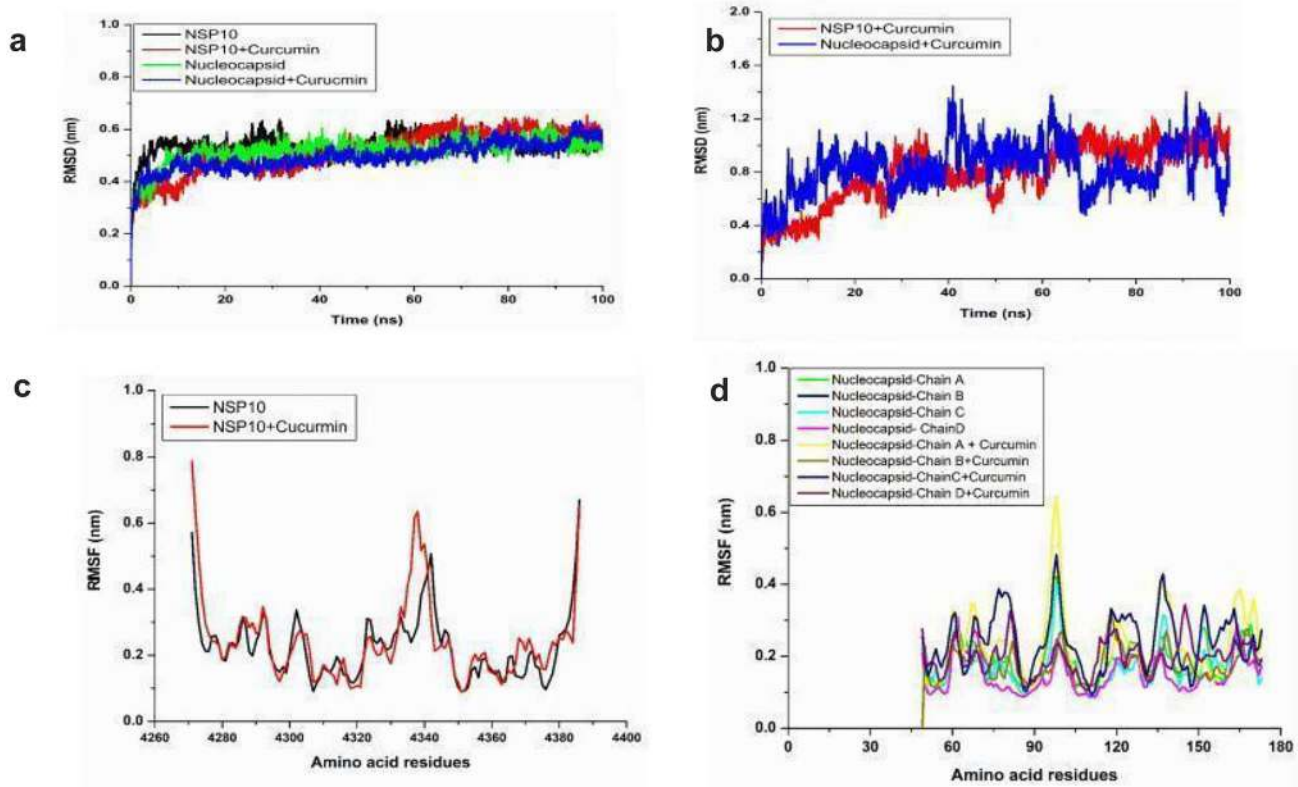 a
1.0
0.8
0.6
0.4
0.2
0.0
RMSD (nm)
NSP10
NSP10+Curcumin
Nucleocapsid
Nucleocapsid+Curucmin
0 20 40 60 80 100
Time (ns)
b
2.0
1.6
1.2
0.8
0.4
0.0
RMSD (nm)
NSP10+Curcumin
Nucleocapsid+Curcumin
0 20 40 60 80 100
Time (ns)
c
1.0
0.8
0.6
0.4
0.2
0.0
RMSF (nm)
NSP10
NSP10+Cucurmin
4260 4280 4300 4320 4340 4360 4380 4400
Amino acid residues
d
1.0
0.8
0.6
0.4
0.2
0.0
RMSF (nm)
Nucleocapsid-Chain A
Nucleocapsid-Chain B
Nucleocapsid-Chain C
Nucleocapsid- ChainD
Nucleocapsid-Chain A + Curcumin
Nucleocapsid-Chain B+Curcumin
Nucleocapsid-ChainC+Curcumin
Nucleocapsid-Chain D+Curcumin
0 30 60 90 120 150 180
Amino acid residues